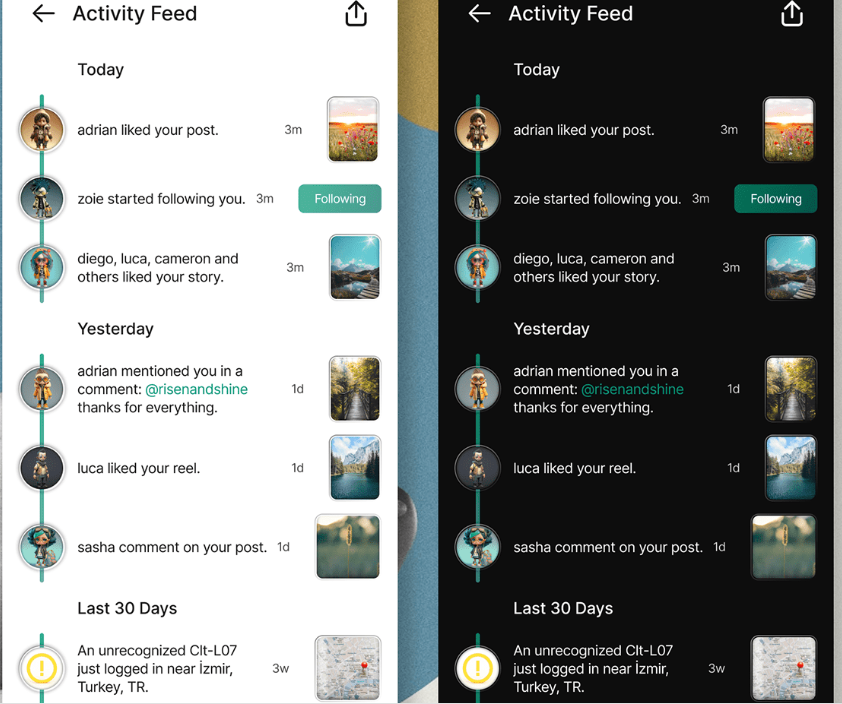 Activity Feed
Today
adrian liked your post.
3m
zoie started following you.
3m
Following
diego, luca, cameron and
others liked your story.
3m
Yesterday
adrian mentioned you in a
comment: @risenandshine
thanks for everything.
1d
luca liked your reel.
1d
sasha comment on your post.
1d
Last 30 Days
An unrecognized Clt-L07
just logged in near İzmir,
Turkey, TR.
3w
Activity Feed
Today
adrian liked your post.
3m
zoie started following you.
3m
Following
diego, luca, cameron and
others liked your story.
3m
Yesterday
adrian mentioned you in a
comment: @risenandshine
thanks for everything.
1d
luca liked your reel.
1d
sasha comment on your post.
1d
Last 30 Days
An unrecognized Clt-L07
just logged in near İzmir,
Turkey, TR.
3w